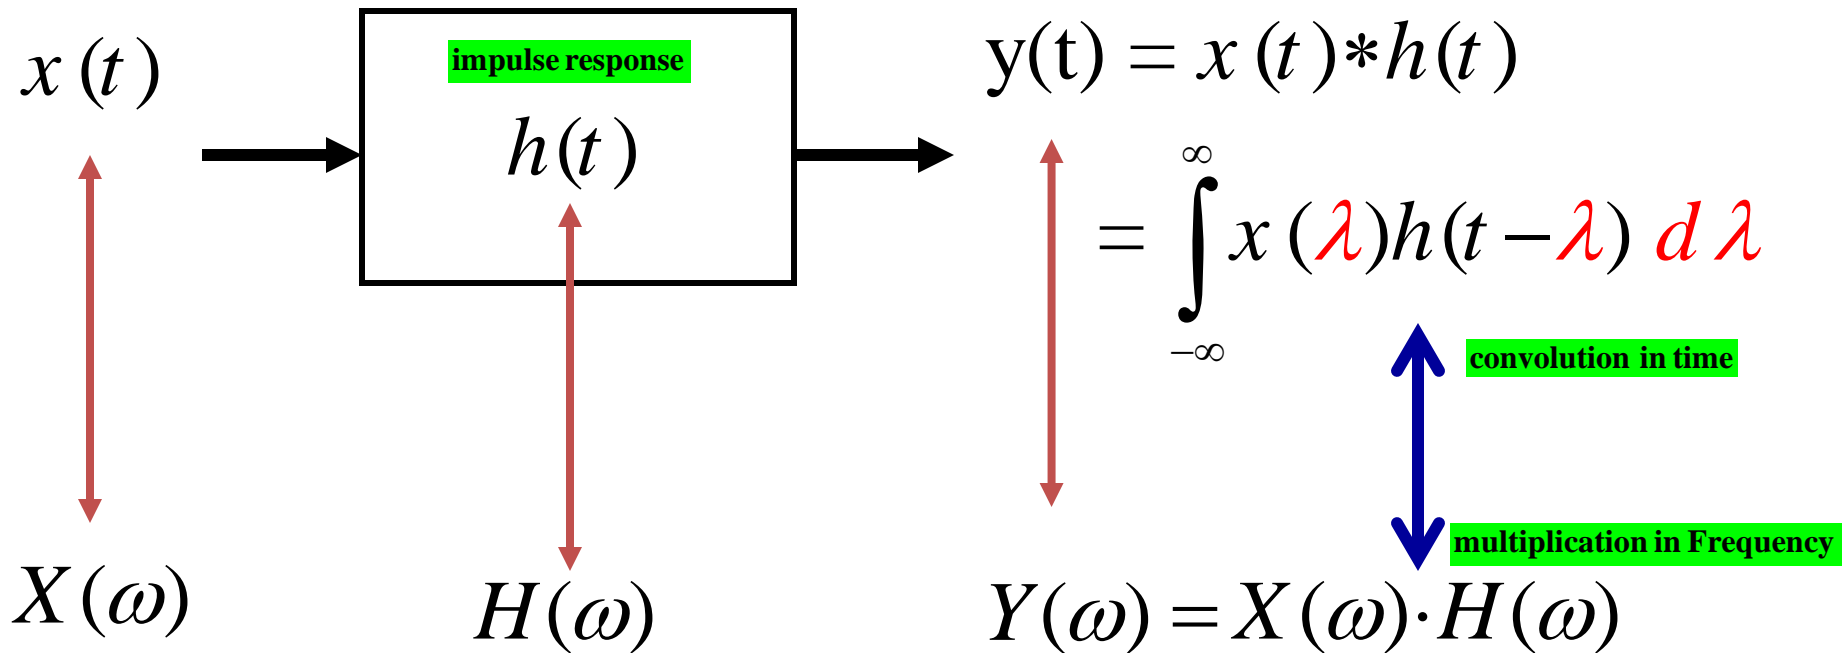 x(t)
impulse response
h(t)
y(t) = x(t)*h(t)
= ∫_{-∞}^{∞} x(λ)h(t−λ) dλ
convolution in time
multiplication in Frequency
X(ω)
H(ω)
Y(ω) = X(ω)·H(ω)